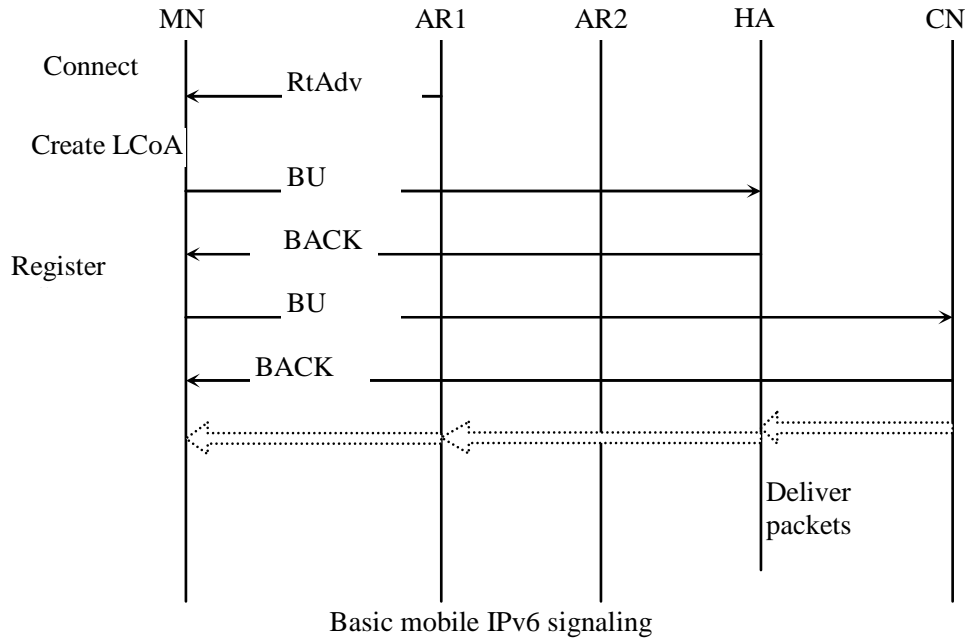 MN AR1 AR2 HA CN
Connect
RtAdv
Create LCoA
BU
BACK
Register
BU
BACK
Deliver
packets
Basic mobile IPv6 signaling